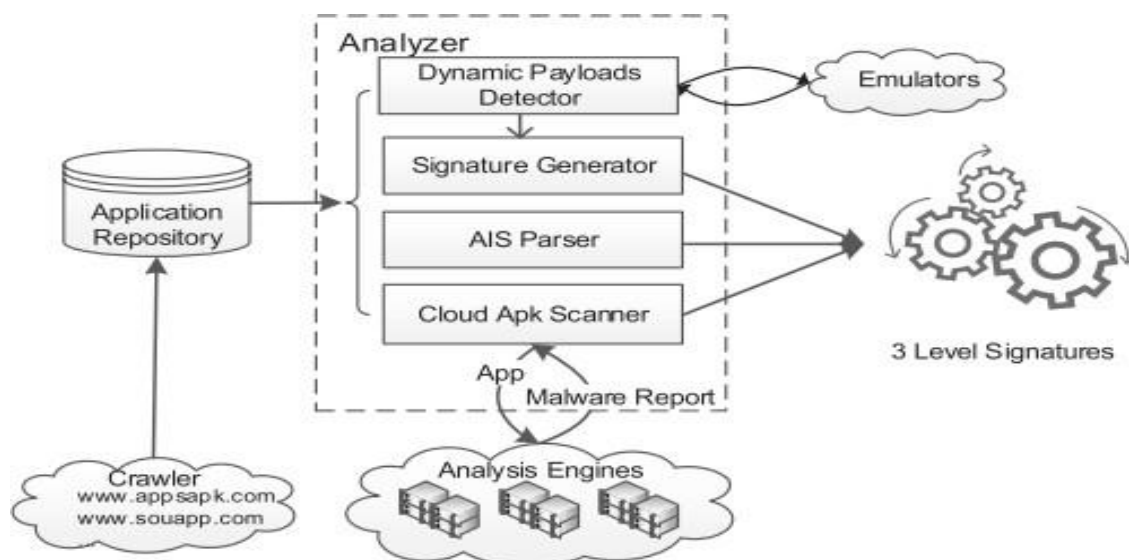 Analyzer
Dynamic Payloads
Detector
Emulators
Signature Generator
Application
Repository
AIS Parser
Cloud Apk Scanner
3 Level Signatures
App
Malware Report
Crawler
www.appsapk.com
www.souapp.com
...
Analysis Engines